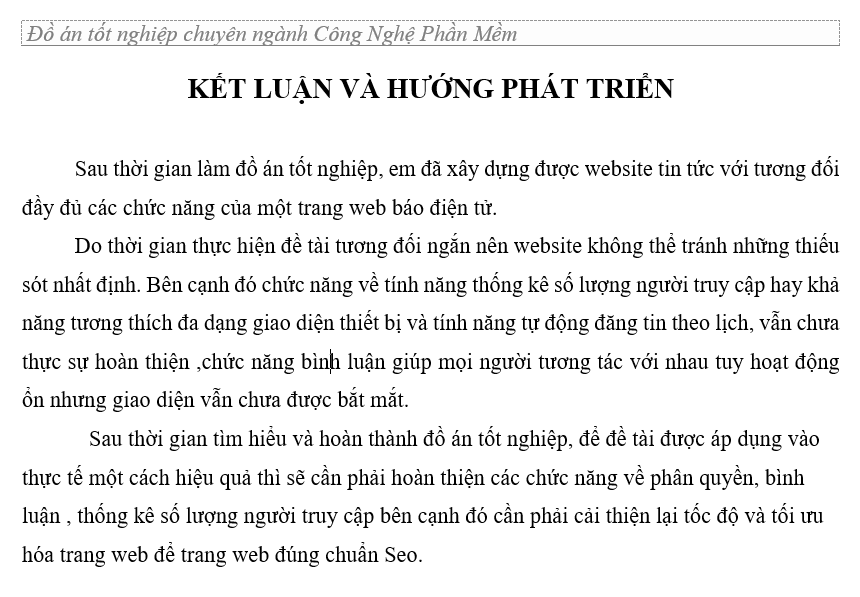 Đồ án tốt nghiệp chuyên ngành Công Nghệ Phần Mềm
KẾT LUẬN VÀ HƯỚNG PHÁT TRIỂN
Sau thời gian làm đồ án tốt nghiệp, em đã xây dựng được website tin tức với tương đối
đầy đủ các chức năng của một trang web báo điện tử.
Do thời gian thực hiện đề tài tương đối ngắn nên website không thể tránh những thiếu
sót nhất định. Bên cạnh đó chức năng về tính năng thống kê số lượng người truy cập hay khả
năng tương thích đa dạng giao diện thiết bị và tính năng tự động đăng tin theo lịch, vẫn chưa
thực sự hoàn thiện ,chức năng bình luận giúp mọi người tương tác với nhau tuy hoạt động
ổn nhưng giao diện vẫn chưa được bắt mắt.
Sau thời gian tìm hiểu và hoàn thành đồ án tốt nghiệp, để đề tài được áp dụng vào
thực tế một cách hiệu quả thì sẽ cần phải hoàn thiện các chức năng về phân quyền, bình
luận , thống kê số lượng người truy cập bên cạnh đó cần phải cải thiện lại tốc độ và tối ưu
hóa trang web để trang web đúng chuẩn Seo.